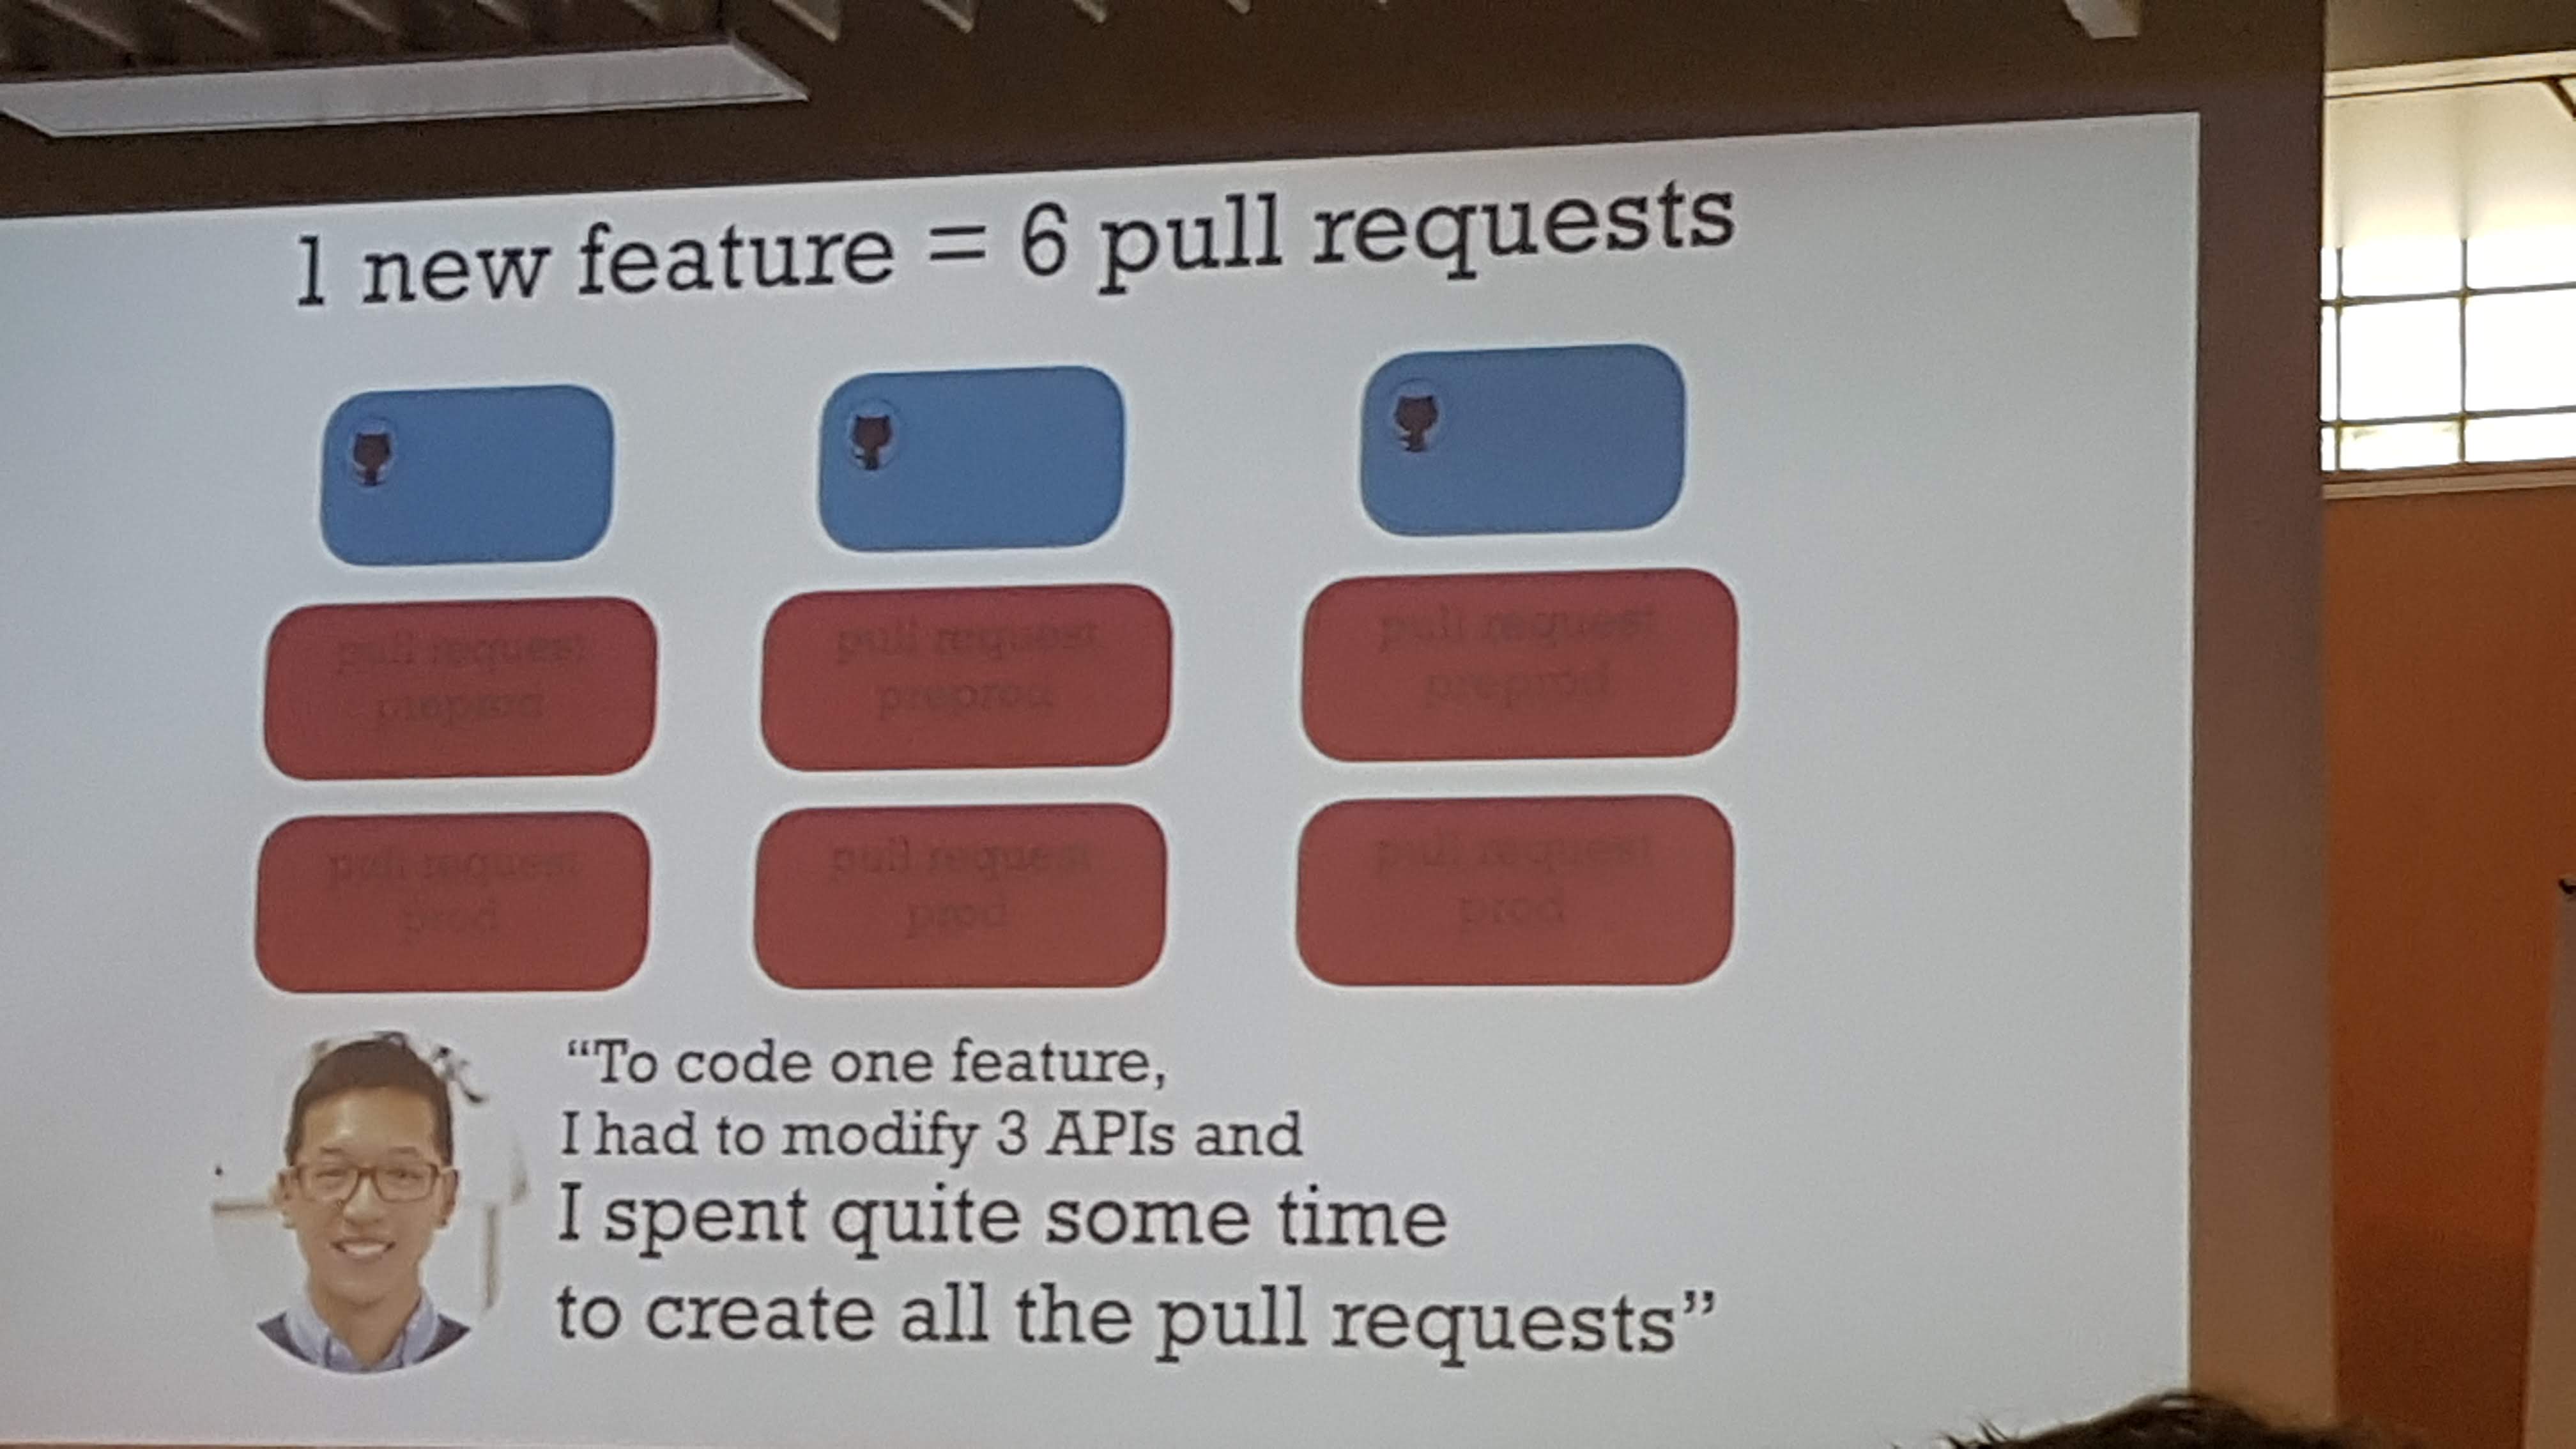 1 new feature = 6 pull requests
pull request pull request pull request
preprod preprod preprod
pull request pull request pull request
prod prod prod
“To code one feature,
I had to modify 3 APIs and
I spent quite some time
to create all the pull requests”